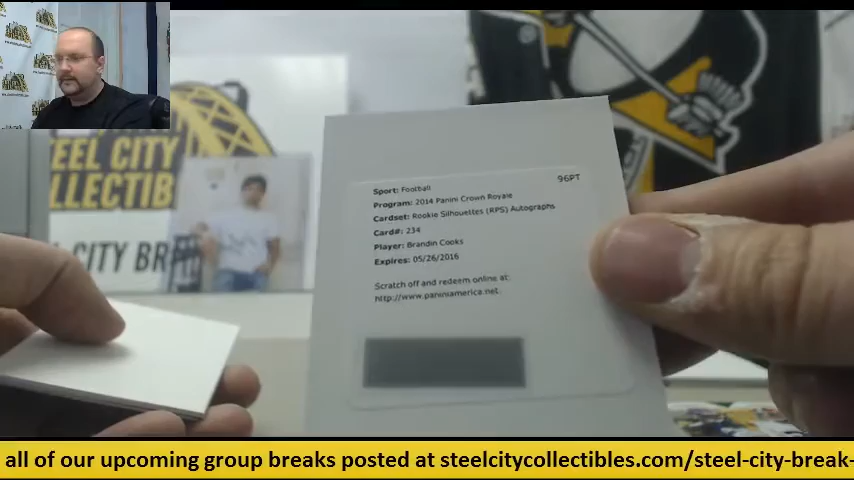 STEEL CITY
COLLECTIB
STEEL CITY BR
Sport: Football
96PT
Program: 2014 Panini Crown Royale
Cardset: Rookie Silhouettes (RPS) Autographs
Card#: 234
Player: Brandin Cooks
Expires: 05/26/2016
Scratch off and redeem online at:
http://www.paniniamerica.net.
all of our upcoming group breaks posted at steelcitycollectibles.com/steel-city-break-